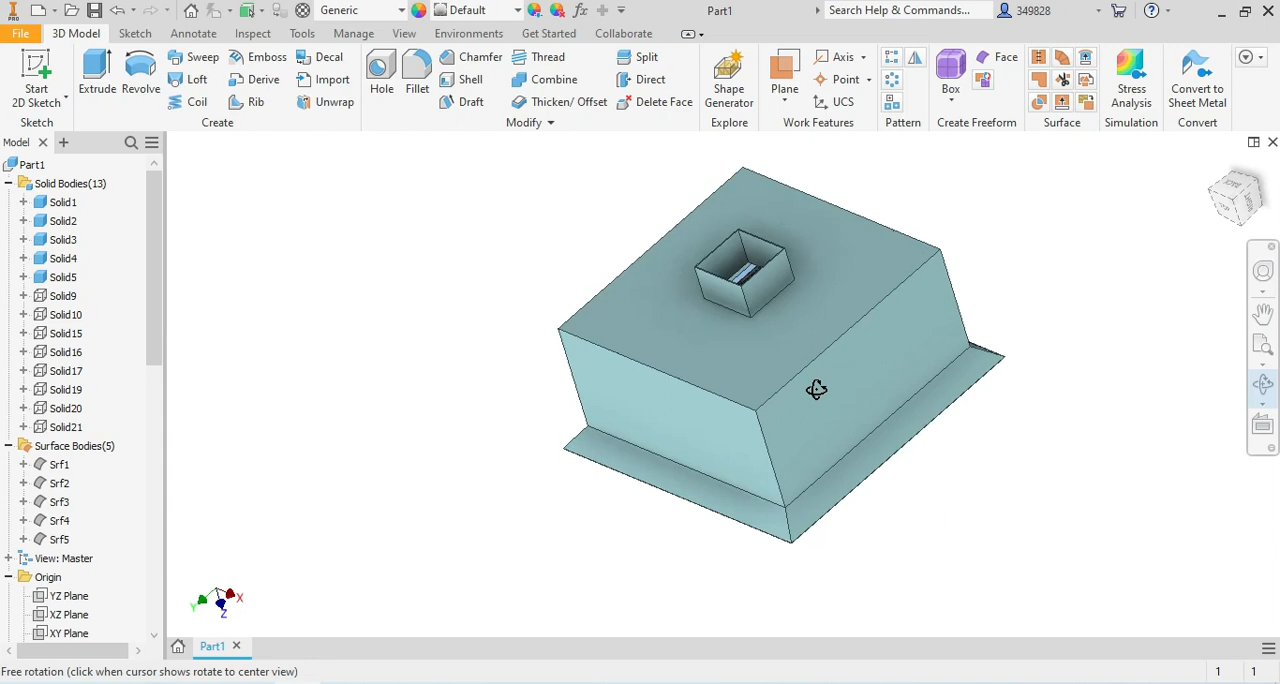 PRO
Generic
Default
Part1
Search Help & Commands...
349828
File
3D Model
Sketch
Annotate
Inspect
Tools
Manage
View
Environments
Get Started
Collaborate
Start
2D Sketch
Sketch
Extrude
Revolve
Sweep
Loft
Coil
Emboss
Derive
Rib
Decal
Import
Unwrap
Create
Hole
Fillet
Chamfer
Shell
Draft
Thread
Combine
Thicken/ Offset
Split
Direct
Delete Face
Modify
Shape
Generator
Explore
Plane
Axis
Point
UCS
Work Features
Pattern
Box
Face
Create Freeform
Surface
Stress
Analysis
Simulation
Convert to
Sheet Metal
Convert
Model
Part1
Solid Bodies(13)
Solid1
Solid2
Solid3
Solid4
Solid5
Solid9
Solid10
Solid15
Solid16
Solid17
Solid19
Solid20
Solid21
Surface Bodies(5)
Srf1
Srf2
Srf3
Srf4
Srf5
View: Master
Origin
YZ Plane
XZ Plane
XY Plane
X
Y
Z
Part1
Free rotation (click when cursor shows rotate to center view)
1
1